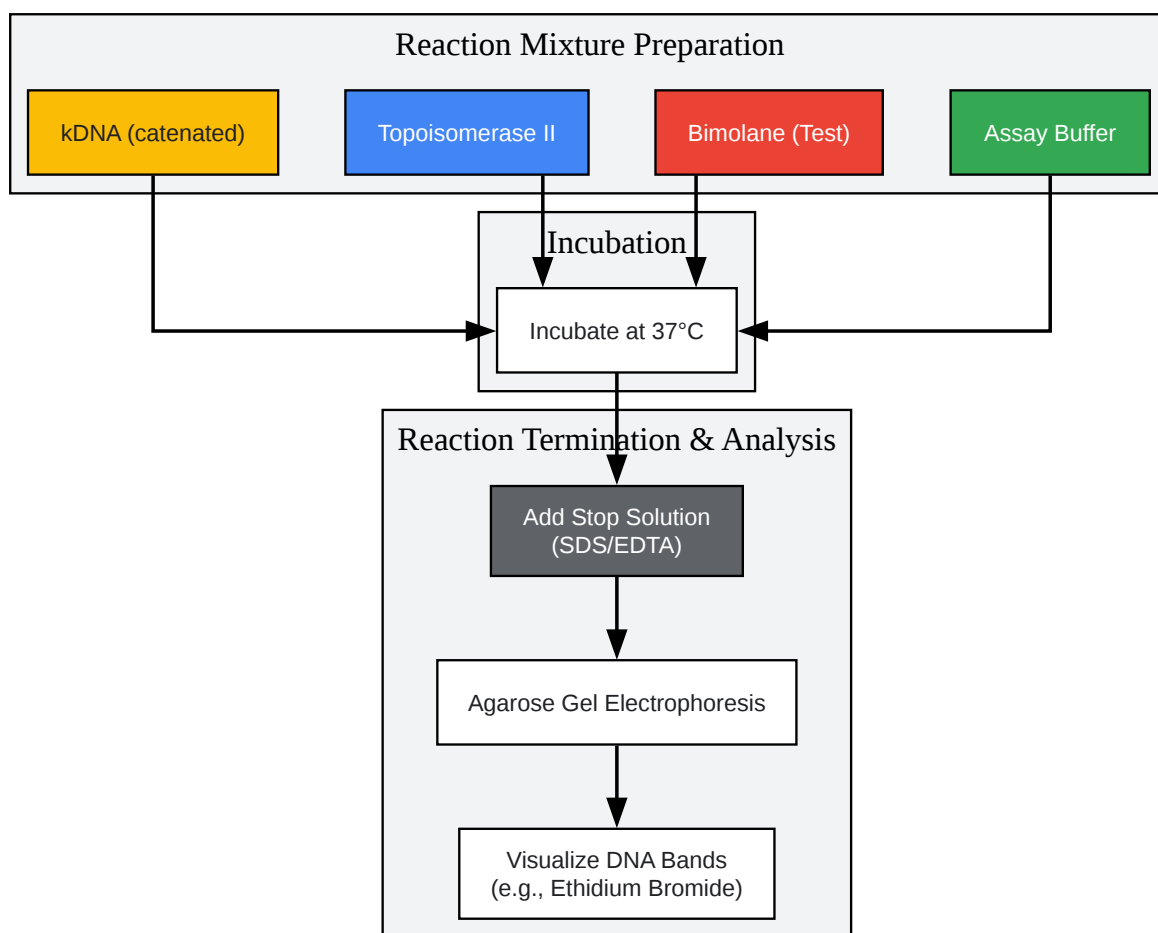 Reaction Mixture Preparation
kDNA (catenated)
Topoisomerase II
Bimolane (Test)
Assay Buffer
Incubation
Incubate at 37°C
Reaction Termination & Analysis
Add Stop Solution
(SDS/EDTA)
Agarose Gel Electrophoresis
Visualize DNA Bands
(e.g., Ethidium Bromide)